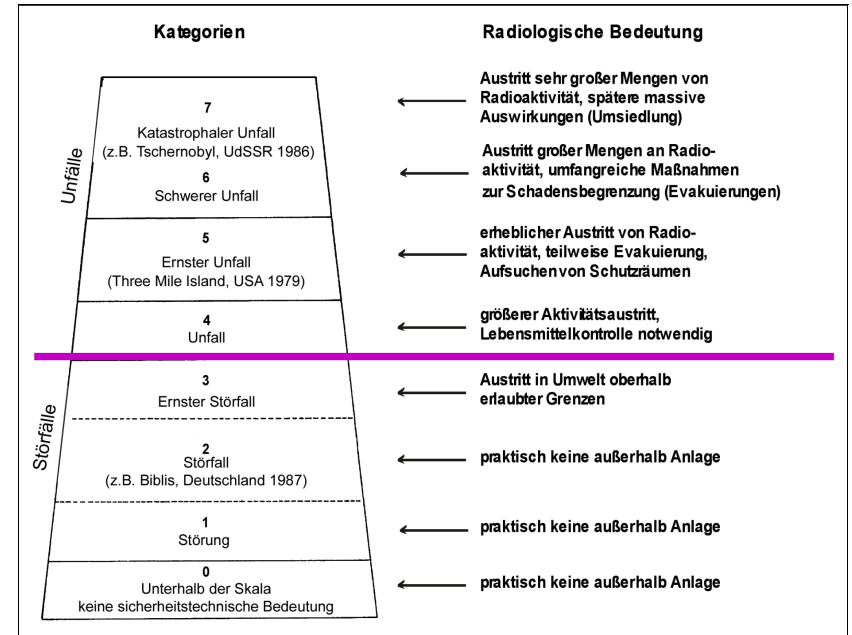 Kategorien
Radiologische Bedeutung
Unfälle
7
Katastrophaler Unfall
(z.B. Tschernobyl, UdSSR 1986)
Austritt sehr großer Mengen von
Radioaktivität, spätere massive
Auswirkungen (Umsiedlung)
6
Schwerer Unfall
Austritt großer Mengen an Radio-
aktivität, umfangreiche Maßnahmen
zur Schadensbegrenzung (Evakuierungen)
5
Ernster Unfall
(Three Mile Island, USA 1979)
erheblicher Austritt von Radio-
aktivität, teilweise Evakuierung,
Aufsuchen von Schutzräumen
4
Unfall
größerer Aktivitätsaustritt,
Lebensmittelkontrolle notwendig
Störfälle
3
Ernster Störfall
Austritt in Umwelt oberhalb
erlaubter Grenzen
2
Störfall
(z.B. Biblis, Deutschland 1987)
praktisch keine außerhalb Anlage
1
Störung
praktisch keine außerhalb Anlage
0
Unterhalb der Skala
keine sicherheitstechnische Bedeutung
praktisch keine außerhalb Anlage